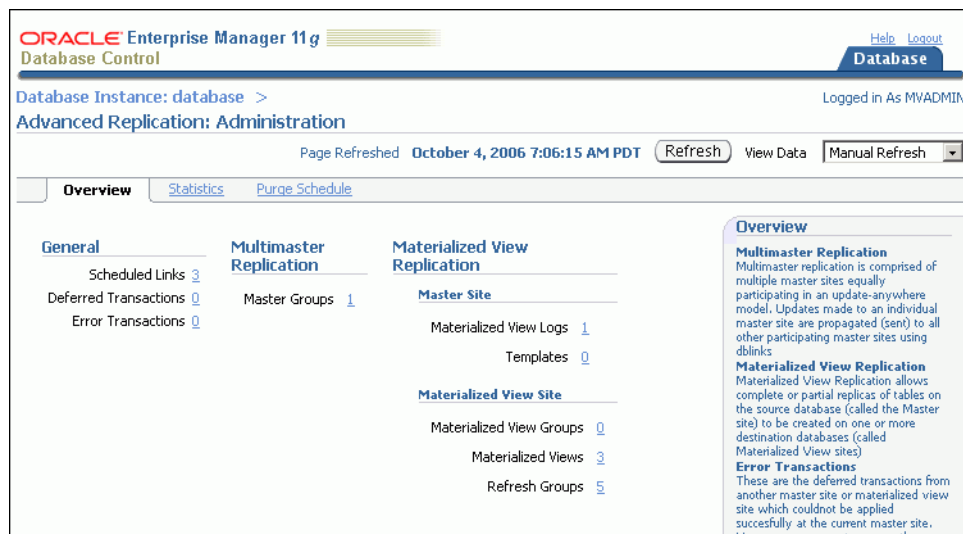 ORACLE Enterprise Manager 11g
Database Control
Help Logout
Database
Database Instance: database >
Logged in As MVADMIN
Advanced Replication: Administration
Page Refreshed October 4, 2006 7:06:15 AM PDT Refresh View Data Manual Refresh
Overview Statistics Purge Schedule
General
Scheduled Links 3
Deferred Transactions 0
Error Transactions 0
Multimaster
Replication
Master Groups 1
Materialized View
Replication
Master Site
Materialized View Logs 1
Templates 0
Materialized View Site
Materialized View Groups 0
Materialized Views 3
Refresh Groups 5
Overview
Multimaster Replication
Multimaster replication is comprised of
multiple master sites equally
participating in an update-anywhere
model. Updates made to an individual
master site are propagated (sent) to all
other participating master sites using
dblinks
Materialized View Replication
Materialized View Replication allows
complete or partial replicas of tables on
the source database (called the Master
site) to be created on one or more
destination databases (called
Materialized View sites)
Error Transactions
These are the deferred transactions from
another master site or materialized view
site which couldnot be applied
succesfully at the current master site.